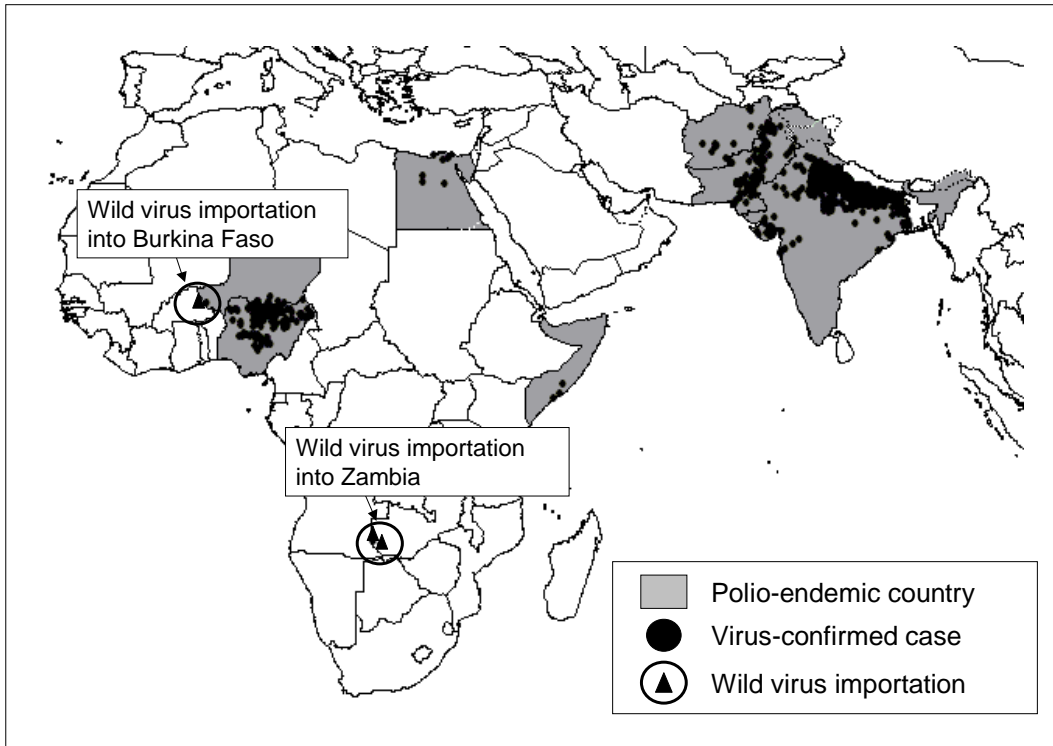 Wild virus importation
into Burkina Faso
Wild virus importation
into Zambia
Polio-endemic country
Virus-confirmed case
Wild virus importation